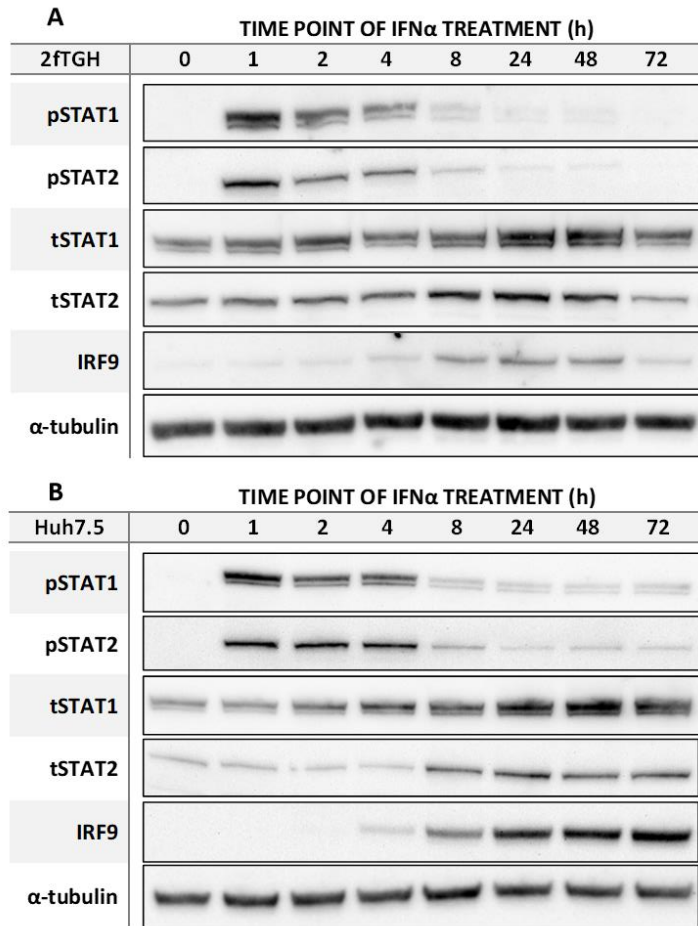 A
TIME POINT OF IFNα TREATMENT (h)
2fTGH 0 1 2 4 8 24 48 72
pSTAT1
pSTAT2
tSTAT1
tSTAT2
IRF9
α-tubulin
B
TIME POINT OF IFNα TREATMENT (h)
Huh7.5 0 1 2 4 8 24 48 72
pSTAT1
pSTAT2
tSTAT1
tSTAT2
IRF9
α-tubulin